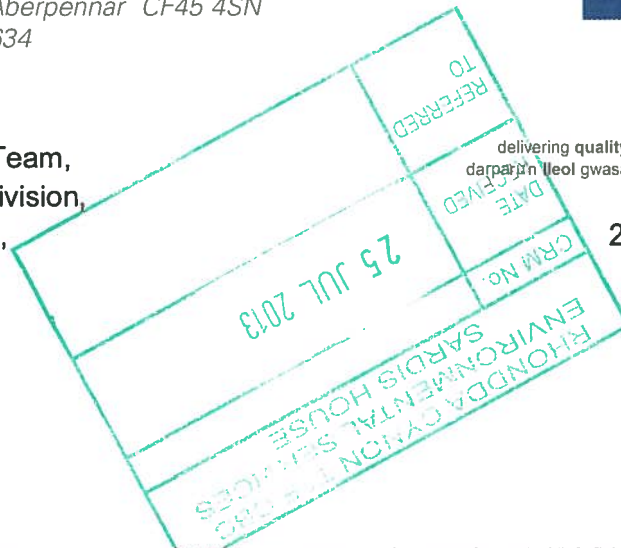 Aberpennar CF45 4SN
634
Team,
ivision,
,
delivering quality
darparu'n lleol gwasa
2
RHONDDA CYNON T C CBC
ENVIRONMENTAL SERVICES
SARDIS HOUSE
CRM No.
DATE
RECEIVED
25 JUL 2013
REFERRED
TO